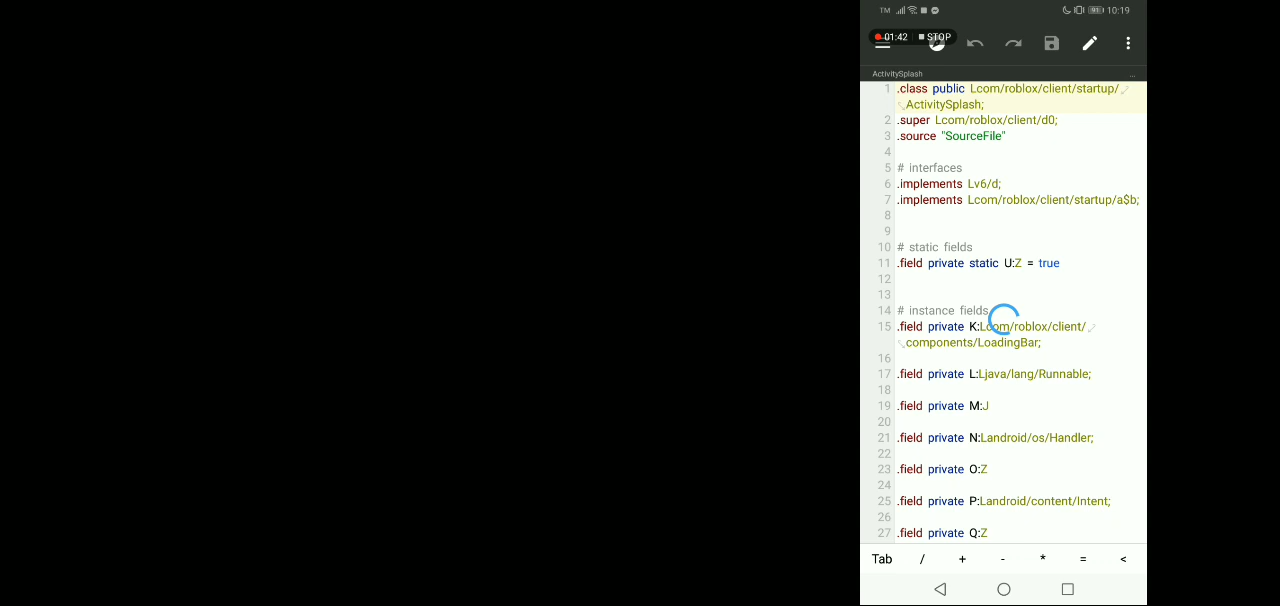 TM 91 10:19
01:42 STOP
ActivitySplash ...
1 .class public Lcom/roblox/client/startup/
ActivitySplash;
2 .super Lcom/roblox/client/d0;
3 .source "SourceFile"
4
5 # interfaces
6 .implements Lv6/d;
7 .implements Lcom/roblox/client/startup/a$b;
8
9
10 # static fields
11 .field private static U:Z = true
12
13
14 # instance fields
15 .field private K:Lcom/roblox/client/
components/LoadingBar;
16
17 .field private L:Ljava/lang/Runnable;
18
19 .field private M:J
20
21 .field private N:Landroid/os/Handler;
22
23 .field private O:Z
24
25 .field private P:Landroid/content/Intent;
26
27 .field private Q:Z
Tab / + - * = <